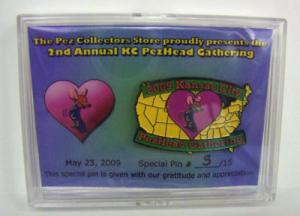 The Pez Collectors Store proudly presents the
2nd Annual KC PezHead Gathering
2009 Kansas City
PezHead Gathering
May 23, 2009 Special Pin # 5 /15
This special pin is given with our gratitude and appreciation